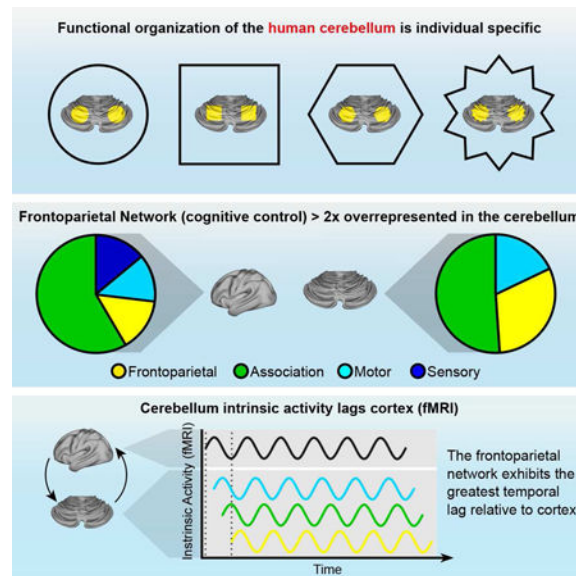 Functional organization of the human cerebellum is individual specific
Frontoparietal Network (cognitive control) > 2x overrepresented in the cerebellum
Frontoparietal
Association
Motor
Sensory
Cerebellum intrinsic activity lags cortex (fMRI)
Instrinsic Activity (fMRI)
Time
The frontoparietal
network exhibits the
greatest temporal
lag relative to cortex